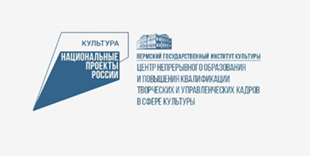 КУЛЬТУРА
НАЦИОНАЛЬНЫЕ
ПРОЕКТЫ
РОССИИ
ПЕРМСКИЙ ГОСУДАРСТВЕННЫЙ ИНСТИТУТ КУЛЬТУРЫ
ЦЕНТР НЕПРЕРЫВНОГО ОБРАЗОВАНИЯ
И ПОВЫШЕНИЯ КВАЛИФИКАЦИИ
ТВОРЧЕСКИХ И УПРАВЛЕНЧЕСКИХ КАДРОВ
В СФЕРЕ КУЛЬТУРЫ